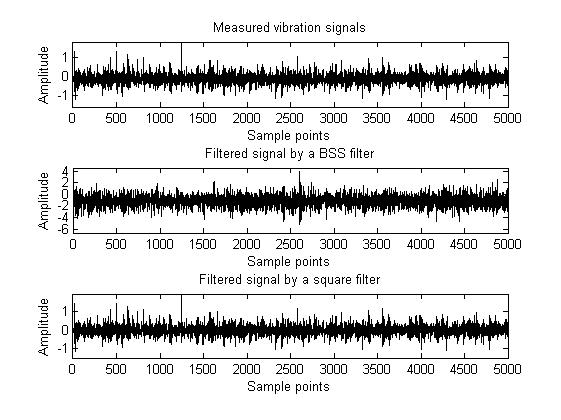 Measured vibration signals
Amplitude
1
0
-1
0 500 1000 1500 2000 2500 3000 3500 4000 4500 5000
Sample points
Filtered signal by a BSS filter
Amplitude
4
2
0
-2
-4
-6
0 500 1000 1500 2000 2500 3000 3500 4000 4500 5000
Sample points
Filtered signal by a square filter
Amplitude
1
0
-1
0 500 1000 1500 2000 2500 3000 3500 4000 4500 5000
Sample points